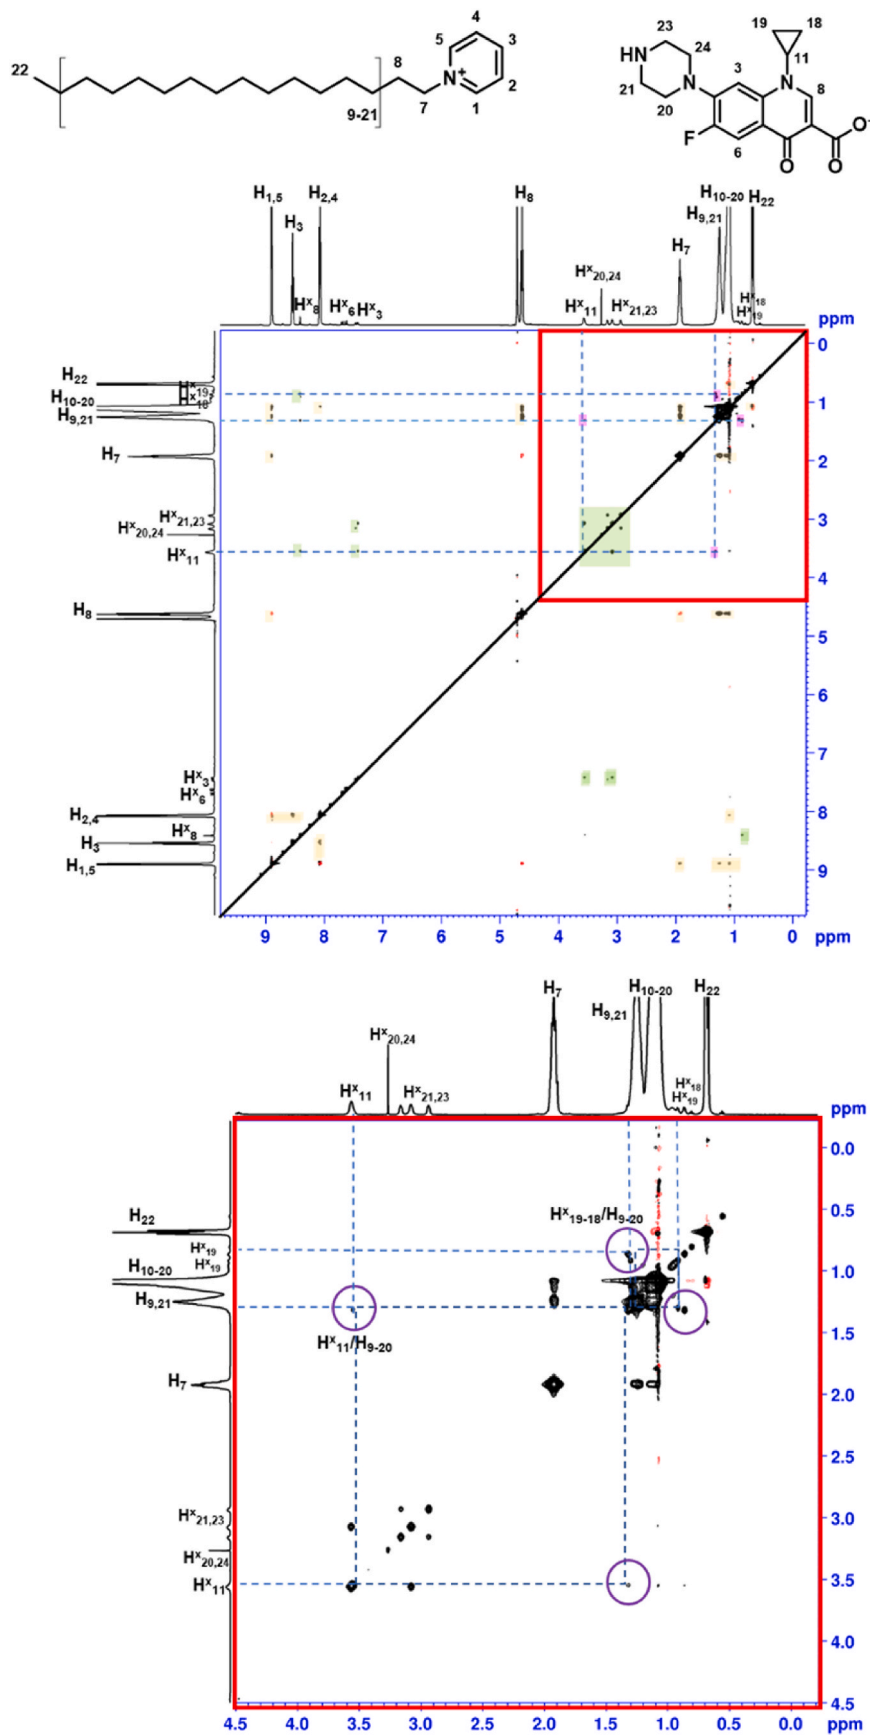 4
5
3
2
1
N
+
8
7
22
9-21
23
24
HN
N
21
20
F
19
18
11
3
N
8
6
O
O
O⁻
H1,5
H3
Hx8
H2,4
Hx6
Hx3
H8
Hx11
Hx20,24
Hx21,23
H7
H9,21
H10-20
Hx18
Hx19
H22
ppm
H22
Hx19
H10-20
Hx18
H9,21
H7
Hx21,23
Hx20,24
Hx11
H8
Hx3
Hx6
H2,4
Hx8
H3
H1,5
0
1
2
3
4
5
6
7
8
9
9 8 7 6 5 4 3 2 1 0 ppm
H7
H9,21
H10-20
H22
Hx20,24
Hx11
Hx21,23
Hx18
Hx19
ppm
H22
Hx19
Hx19
H10-20
H9,21
H7
Hx21,23
Hx20,24
Hx11
Hx19-18/H9-20
Hx11/H9-20
0.0
0.5
1.0
1.5
2.0
2.5
3.0
3.5
4.0
4.5
4.5 4.0 3.5 3.0 2.5 2.0 1.5 1.0 0.5 0.0 ppm